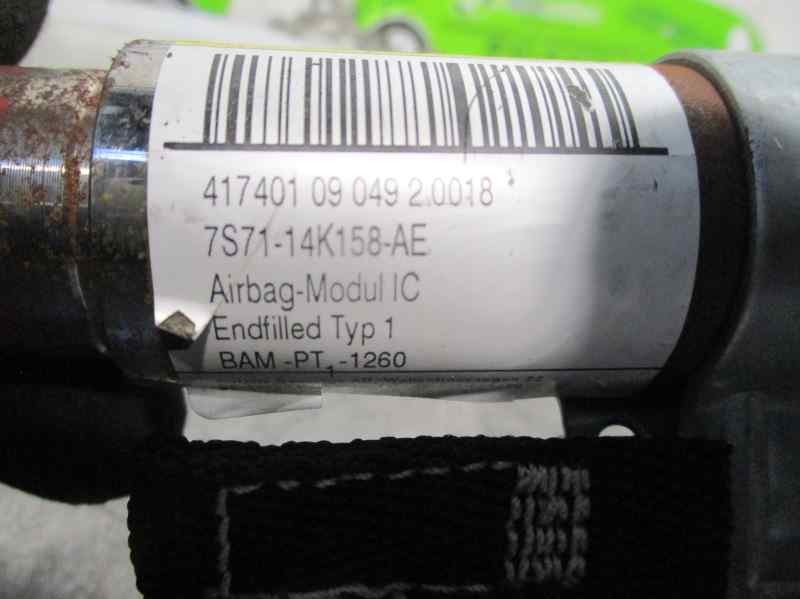 417401 09 049 2.0018
7S71-14K158-AE
Airbag-Modul IC
Endfilled Typ 1
BAM -PT1-1260